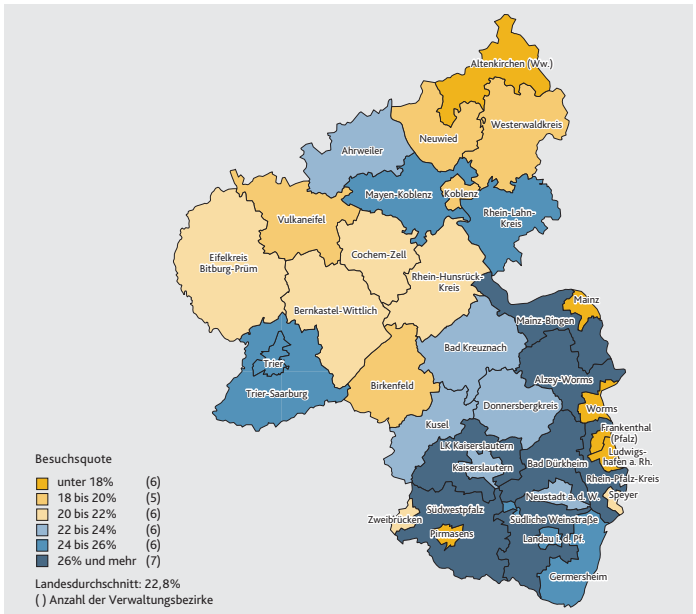 Altenkirchen (Ww.)
Westerwaldkreis
Neuwied
Ahrweiler
Mayen-Koblenz
Koblenz
Rhein-Lahn-
Kreis
Vulkaneifel
Cochem-Zell
Eifelkreis
Bitburg-Prüm
Rhein-Hunsrück-
Kreis
Bernkastel-Wittlich
Mainz
Mainz-Bingen
Bad Kreuznach
Trier
Alzey-Worms
Birkenfeld
Trier-Saarburg
Donnersbergkreis
Worms
Kusel
Frankenthal
(Pfalz)
LK Kaiserslautern
Ludwigs-
hafen a. Rh.
Kaiserslautern
Bad Dürkheim
Rhein-Pfalz-Kreis
Neustadt a. d. W.
Speyer
Südwestpfalz
Zweibrücken
Südliche Weinstraße
Pirmasens
Landau i. d. Pf.
Germersheim
Besuchsquote
unter 18% (6)
18 bis 20% (5)
20 bis 22% (6)
22 bis 24% (6)
24 bis 26% (6)
26% und mehr (7)
Landesdurchschnitt: 22,8%
( ) Anzahl der Verwaltungsbezirke